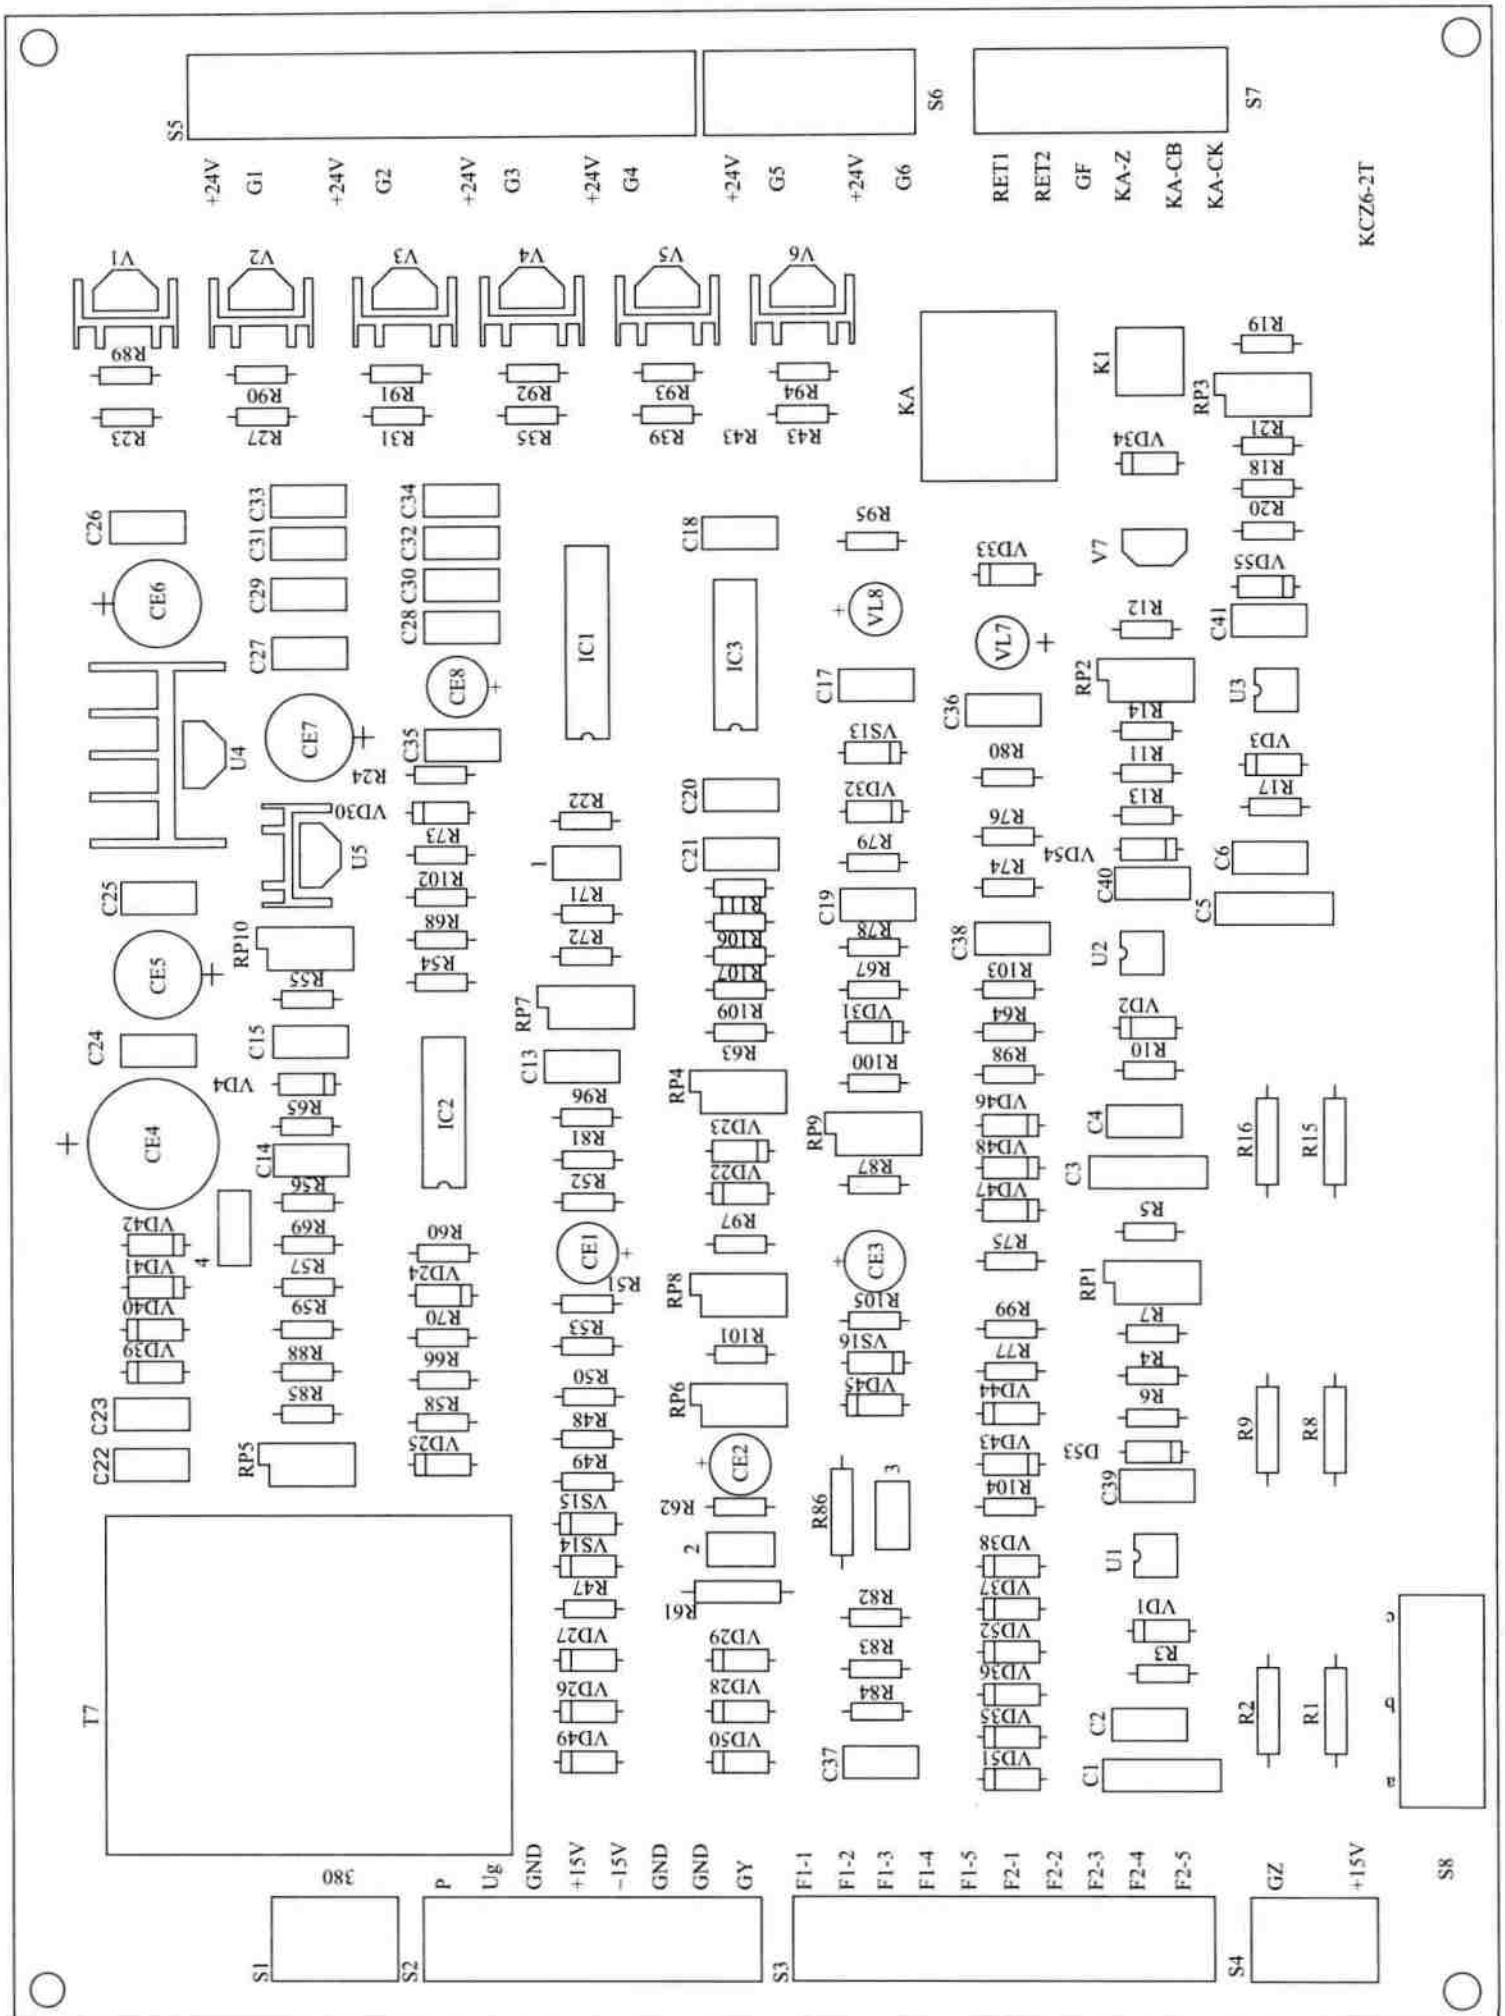 S5
S6
S7
+24V
G1
+24V
G2
+24V
G3
+24V
G4
+24V
G5
+24V
G6
RET1
RET2
GF
KA-Z
KA-CB
KA-CK
KCZ6-2T
V1
V2
V3
V4
V5
V6
R89
R90
R91
R92
R93
R94
R23
R27
R31
R35
R39
R43
R43
KA
K1
R19
RP3
VD34
R21
R18
R20
C26
C33
C31
C29
C27
C34
C32
C30
C28
CE6
+
IC1
C18
IC3
R95
VL8
+
VD33
VL7
+
V7
R12
VD55
C41
RP2
U3
U4
CE7
+
CE8
+
C35
R24
VD30
R73
R102
R68
R54
U5
C17
VS13
VD32
R79
C19
R78
R67
VD31
R100
C36
R80
R76
R74
C38
R103
R64
R98
R14
R11
R13
VD54
C40
VD3
R17
C6
C5
R22
1
R71
R72
RP7
C13
R96
R81
R52
C20
C21
R111
R106
R107
R109
R63
RP4
VD23
VD22
R97
C25
CE5
+
C24
RP10
R55
C15
VD4
R65
C14
R56
R69
R57
R59
R88
R85
RP5
CE4
+
IC2
VD42
VD41
VD40
VD39
4
C23
C22
R60
VD24
R70
R66
R58
VD25
CE1
+
R51
R53
R50
R48
R49
VS15
VS14
R47
VD27
VD26
VD49
RP8
R101
RP6
+
CE2
R62
2
R61
VD29
VD28
VD50
RP9
R87
+
CE3
R105
VS16
VD45
R86
3
R82
R83
R84
C37
VD46
VD48
VD47
R75
R99
R77
VD44
VD43
R104
VD38
VD37
VD52
VD36
VD35
VD51
U2
VD2
R10
C4
C3
R5
RP1
R7
R4
R6
D53
C39
U1
VD1
R3
C2
C1
R16
R15
R9
R8
R2
R1
T7
c
b
a
380
P
Ug
GND
+15V
−15V
GND
GND
GY
F1-1
F1-2
F1-3
F1-4
F1-5
F2-1
F2-2
F2-3
F2-4
F2-5
GZ
+15V
S8
S1
S2
S3
S4